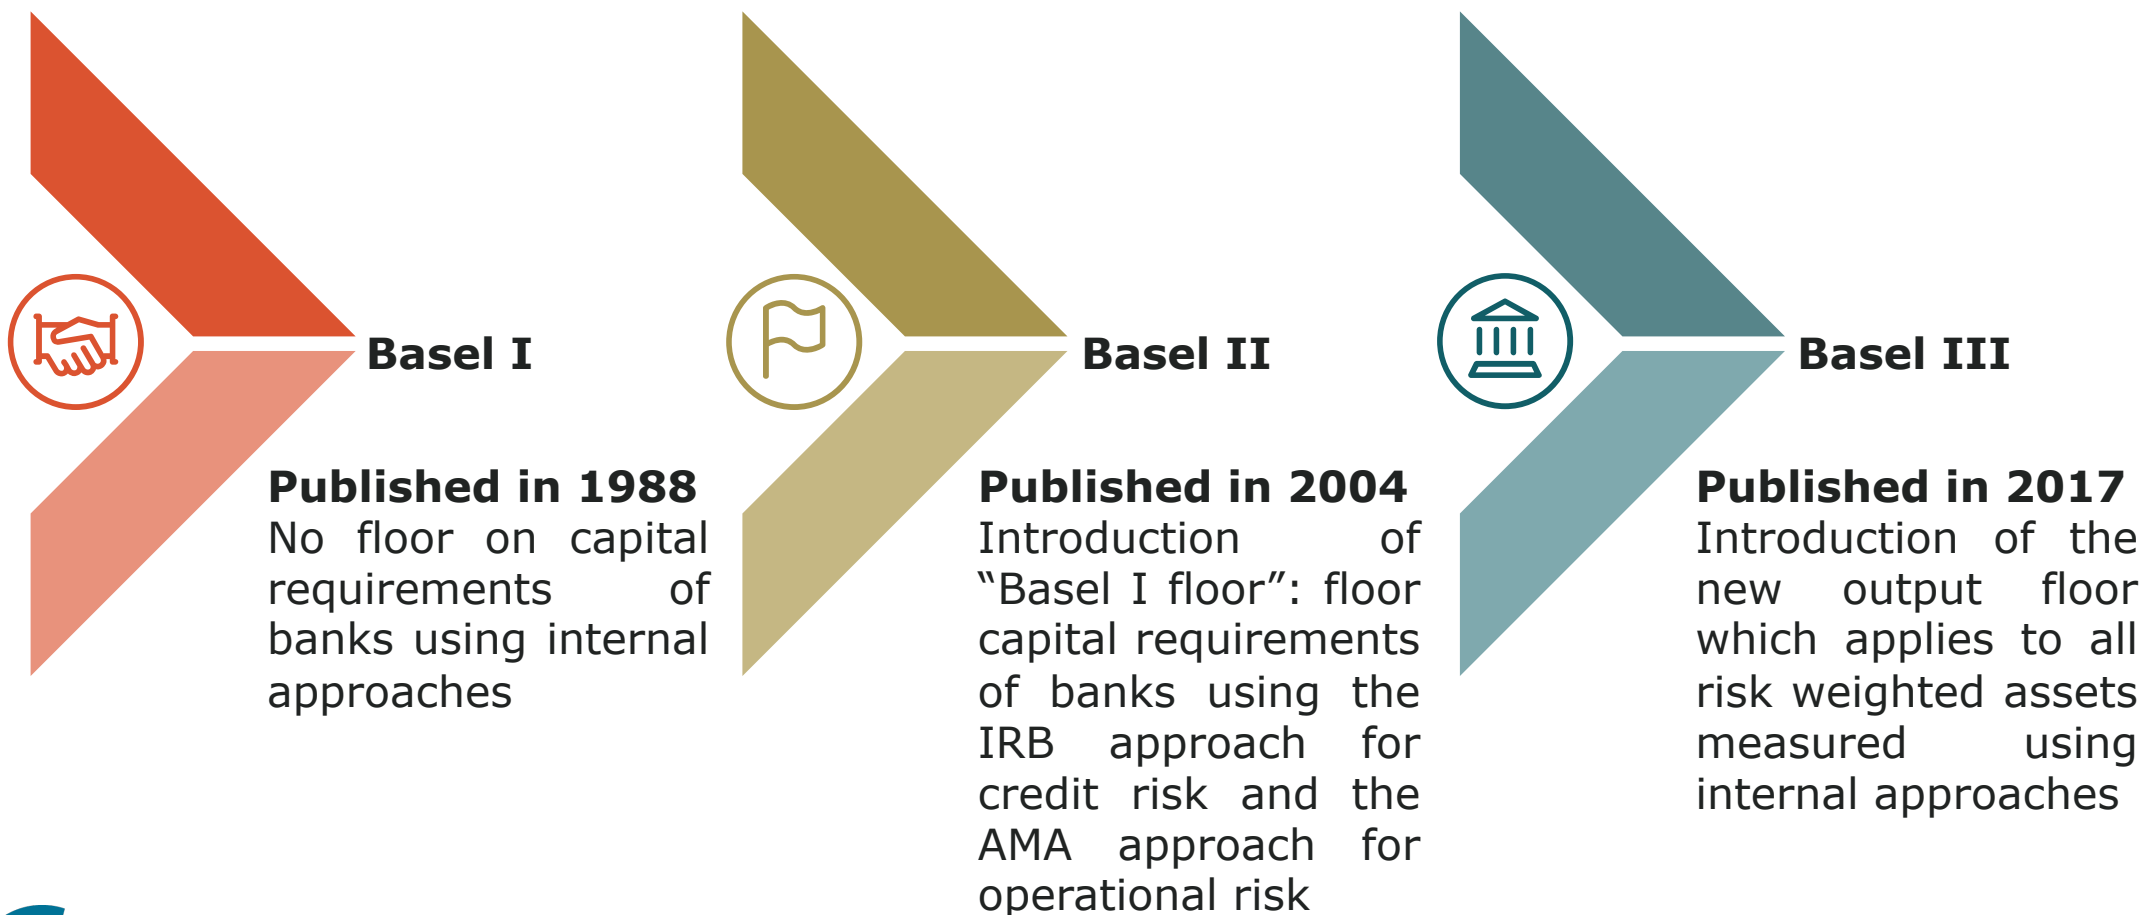 Basel I
Published in 1988
No floor on capital
requirements of
banks using internal
approaches
Basel II
Published in 2004
Introduction of
“Basel I floor”: floor
capital requirements
of banks using the
IRB approach for
credit risk and the
AMA approach for
operational risk
Basel III
Published in 2017
Introduction of the
new output floor
which applies to all
risk weighted assets
measured using
internal approaches